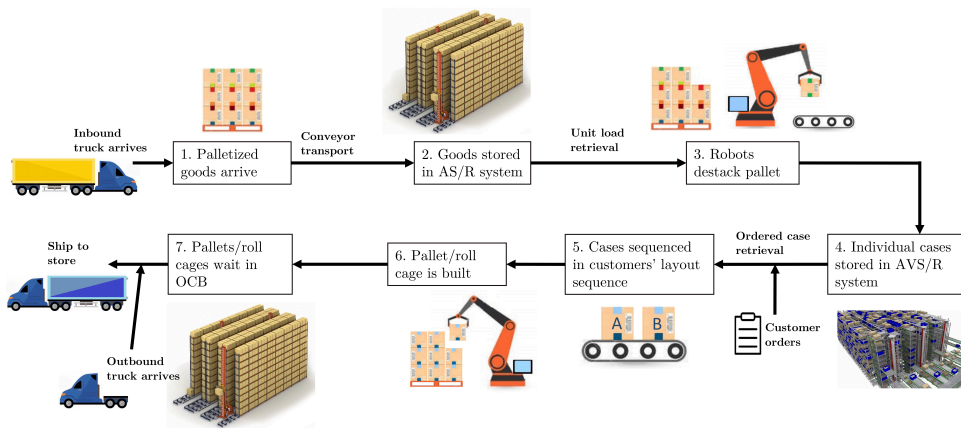 Inbound
truck arrives
1. Palletized
goods arrive
Conveyor
transport
2. Goods stored
in AS/R system
Unit load
retrieval
3. Robots
destack pallet
4. Individual cases
stored in AVS/R
system
Ordered case
retrieval
Customer
orders
5. Cases sequenced
in customers' layout
sequence
A B
6. Pallet/roll
cage is built
7. Pallets/roll
cages wait in
OCB
Ship to
store
Outbound
truck arrives